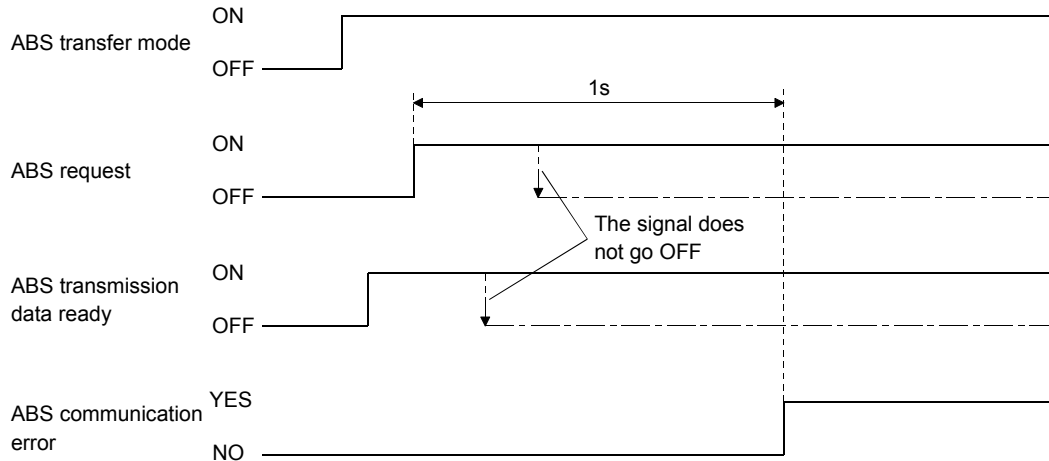 ON
ABS transfer mode
OFF
1s
ON
ABS request
OFF
The signal does
not go OFF
ON
ABS transmission
data ready
OFF
YES
ABS communication
error
NO